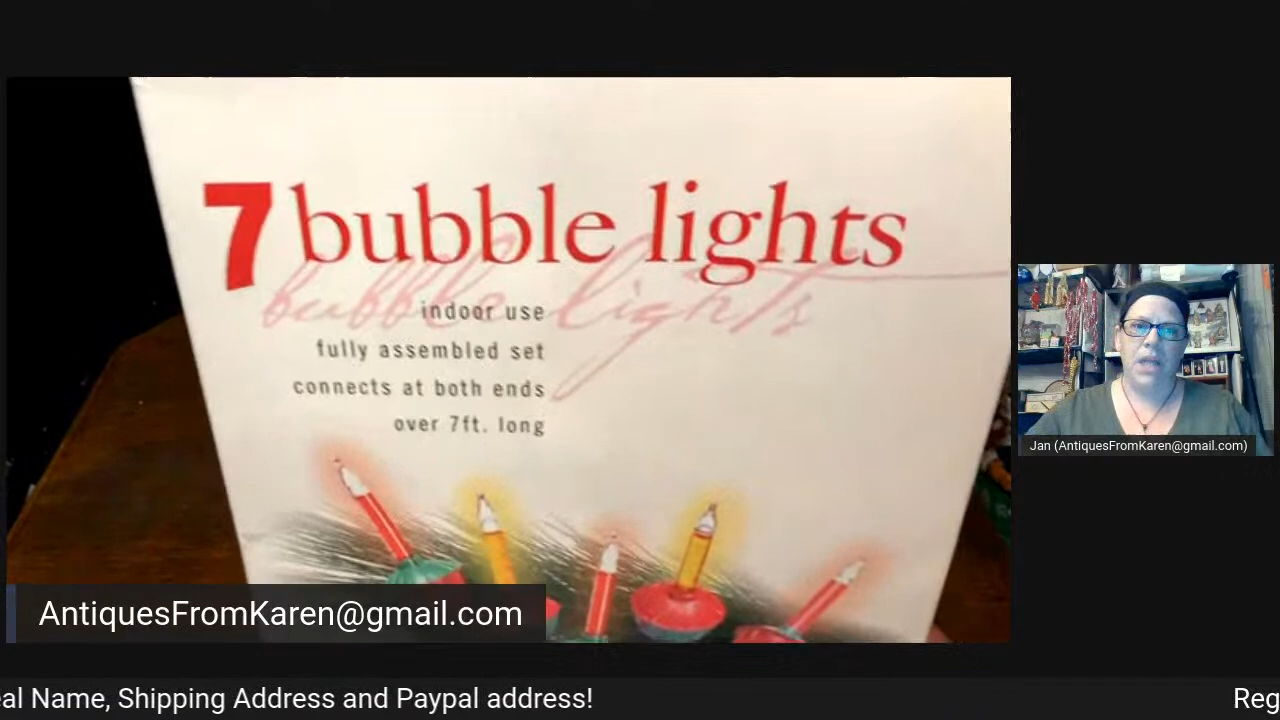 7 bubble lights
bubble lights
indoor use
fully assembled set
connects at both ends
over 7ft. long
Jan (AntiquesFromKaren@gmail.com)
AntiquesFromKaren@gmail.com
eal Name, Shipping Address and Paypal address!
Reg